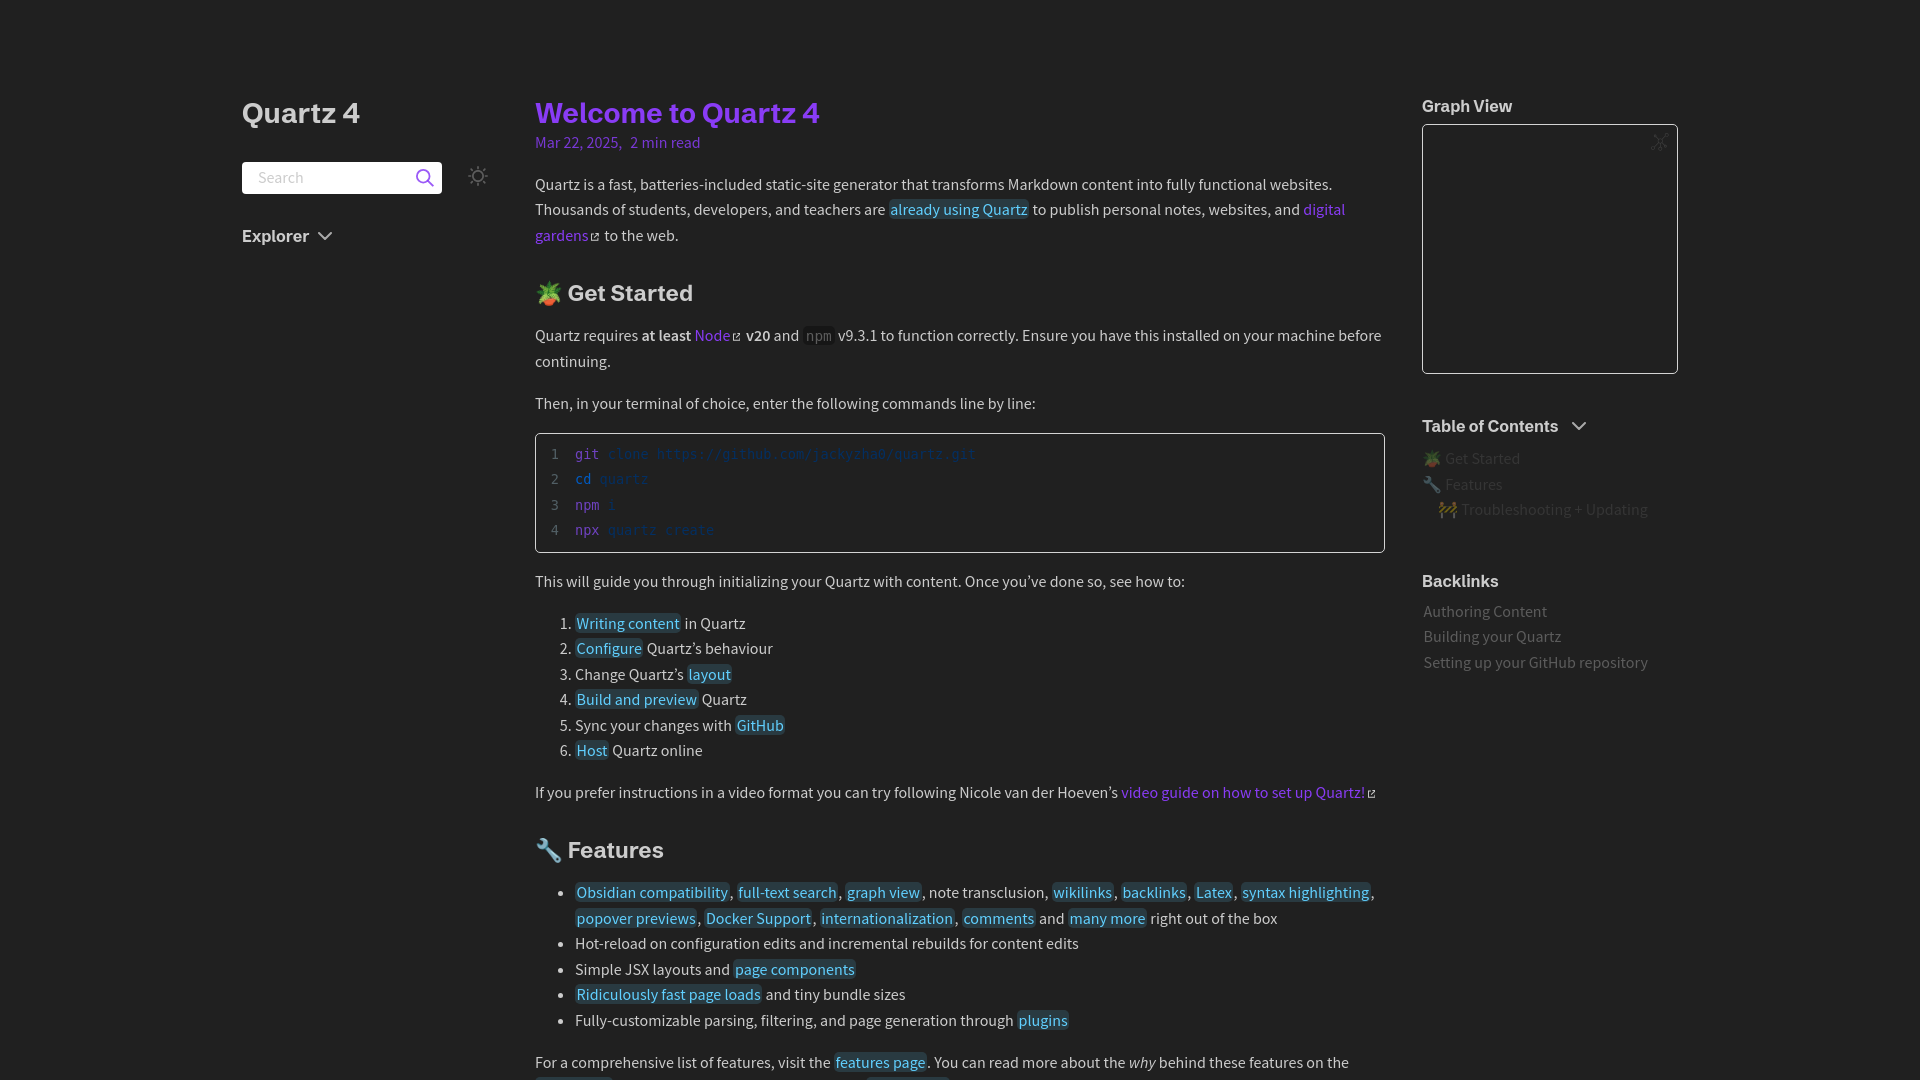 Quartz 4
Search
Explorer
Welcome to Quartz 4
Mar 22, 2025, 2 min read
Quartz is a fast, batteries-included static-site generator that transforms Markdown content into fully functional websites.
Thousands of students, developers, and teachers are already using Quartz to publish personal notes, websites, and digital
gardens to the web.
🪴 Get Started
Quartz requires at least Node v20 and npm v9.3.1 to function correctly. Ensure you have this installed on your machine before
continuing.
Then, in your terminal of choice, enter the following commands line by line:
1 git clone https://github.com/jackyzha0/quartz.git
2 cd quartz
3 npm i
4 npx quartz create
This will guide you through initializing your Quartz with content. Once you’ve done so, see how to:
1. Writing content in Quartz
2. Configure Quartz’s behaviour
3. Change Quartz’s layout
4. Build and preview Quartz
5. Sync your changes with GitHub
6. Host Quartz online
If you prefer instructions in a video format you can try following Nicole van der Hoeven’s video guide on how to set up Quartz!
🔧 Features
• Obsidian compatibility, full-text search, graph view, note transclusion, wikilinks, backlinks, Latex, syntax highlighting,
popover previews, Docker Support, internationalization, comments and many more right out of the box
• Hot-reload on configuration edits and incremental rebuilds for content edits
• Simple JSX layouts and page components
• Ridiculously fast page loads and tiny bundle sizes
• Fully-customizable parsing, filtering, and page generation through plugins
For a comprehensive list of features, visit the features page. You can read more about the why behind these features on the
Graph View
Table of Contents
🪴 Get Started
🔧 Features
🚧 Troubleshooting + Updating
Backlinks
Authoring Content
Building your Quartz
Setting up your GitHub repository